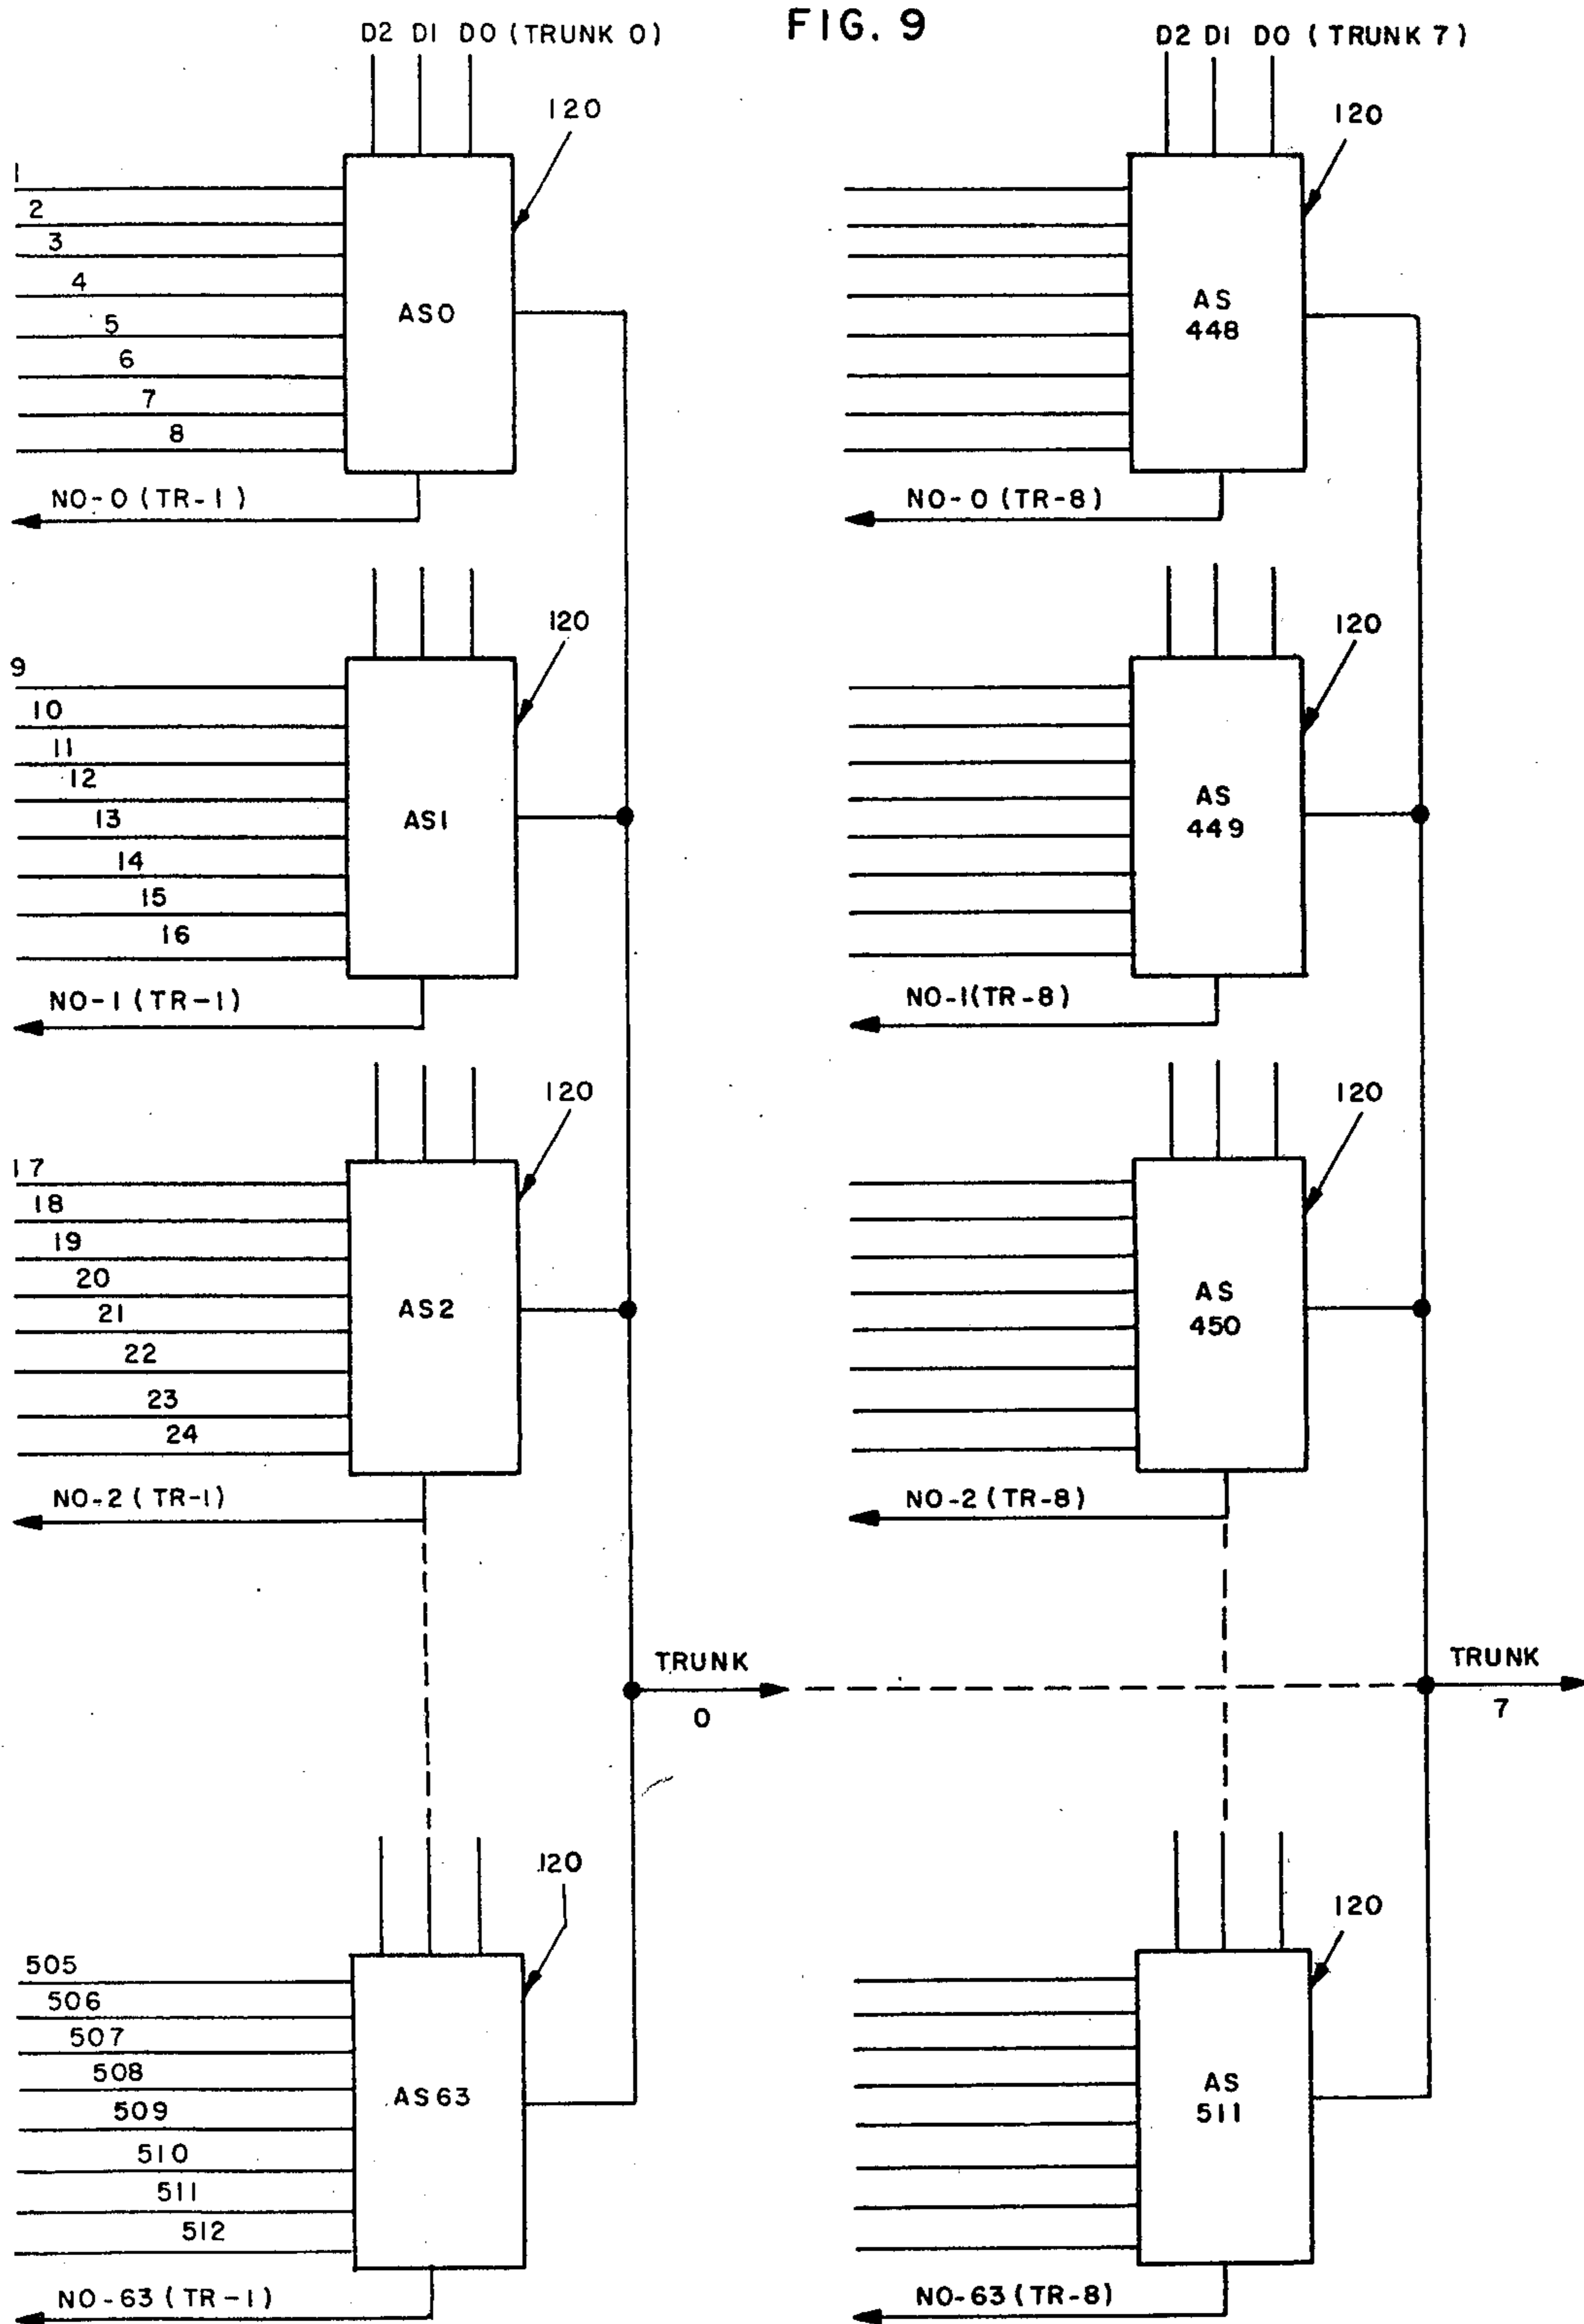 FIG. 9
D2 D1 D0 (TRUNK 0)
120
1
2
3
4
5
6
7
8
AS0
NO-0 (TR-1)
120
9
10
11
12
13
14
15
16
AS1
NO-1 (TR-1)
120
17
18
19
20
21
22
23
24
AS2
NO-2 (TR-1)
TRUNK
0
120
505
506
507
508
509
510
511
512
AS63
NO-63 (TR-1)
D2 D1 D0 (TRUNK 7)
120
AS
448
NO-0 (TR-8)
120
AS
449
NO-1(TR-8)
120
AS
450
NO-2 (TR-8)
TRUNK
7
120
AS
511
NO-63 (TR-8)